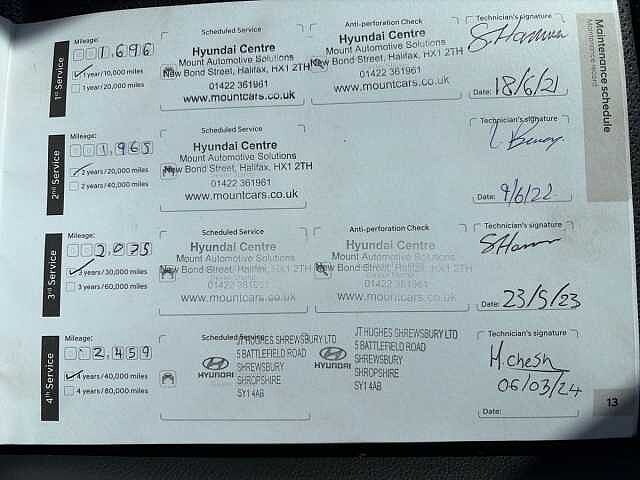 Maintenance schedule
Maintenance record
1st Service
Mileage:
001,696
✓ 1 year/10,000 miles
1 year/20,000 miles
Scheduled Service
Hyundai Centre
Mount Automotive Solutions
New Bond Street, Halifax, HX1 2TH
01422 361961
www.mountcars.co.uk
Anti-perforation Check
Hyundai Centre
Mount Automotive Solutions
New Bond Street, Halifax, HX1 2TH
01422 361961
www.mountcars.co.uk
Technician's signature
Date: 18/6/21
2nd Service
Mileage:
001,965
✓ 2 years/20,000 miles
2 years/40,000 miles
Scheduled Service
Hyundai Centre
Mount Automotive Solutions
New Bond Street, Halifax, HX1 2TH
01422 361961
www.mountcars.co.uk
Technician's signature
Date: 9/6/22
3rd Service
Mileage:
002,075
✓ 3 years/30,000 miles
3 years/60,000 miles
Scheduled Service
Hyundai Centre
Mount Automotive Solutions
New Bond Street, Halifax, HX1 2TH
01422 361961
www.mountcars.co.uk
Anti-perforation Check
Hyundai Centre
Mount Automotive Solutions
New Bond Street, Halifax, HX1 2TH
01422 361961
www.mountcars.co.uk
Technician's signature
Date: 23/5/23
4th Service
Mileage:
002,459
✓ 4 years/40,000 miles
4 years/80,000 miles
Scheduled Service
HYUNDAI
JT HUGHES SHREWSBURY LTD
5 BATTLEFIELD ROAD
SHREWSBURY
SHROPSHIRE
SY1 4AB
HYUNDAI
JT HUGHES SHREWSBURY LTD
5 BATTLEFIELD ROAD
SHREWSBURY
SHROPSHIRE
SY1 4AB
Technician's signature
06/03/24
Date:
13